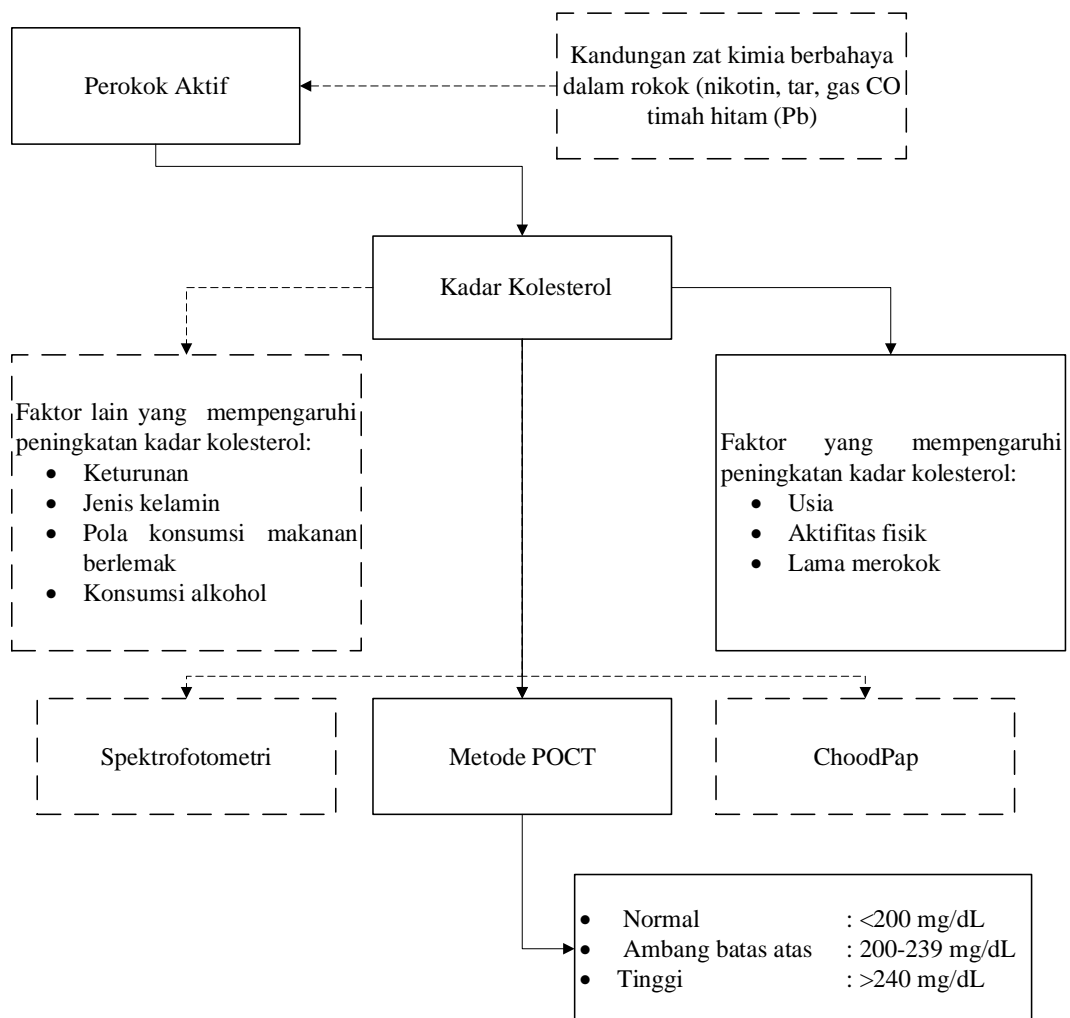 Perokok Aktif
Kandungan zat kimia berbahaya
dalam rokok (nikotin, tar, gas CO
timah hitam (Pb)
Kadar Kolesterol
Faktor lain yang mempengaruhi
peningkatan kadar kolesterol:
• Keturunan
• Jenis kelamin
• Pola konsumsi makanan
berlemak
• Konsumsi alkohol
Faktor yang mempengaruhi
peningkatan kadar kolesterol:
• Usia
• Aktifitas fisik
• Lama merokok
Spektrofotometri
Metode POCT
ChoodPap
• Normal : <200 mg/dL
• Ambang batas atas : 200-239 mg/dL
• Tinggi : >240 mg/dL